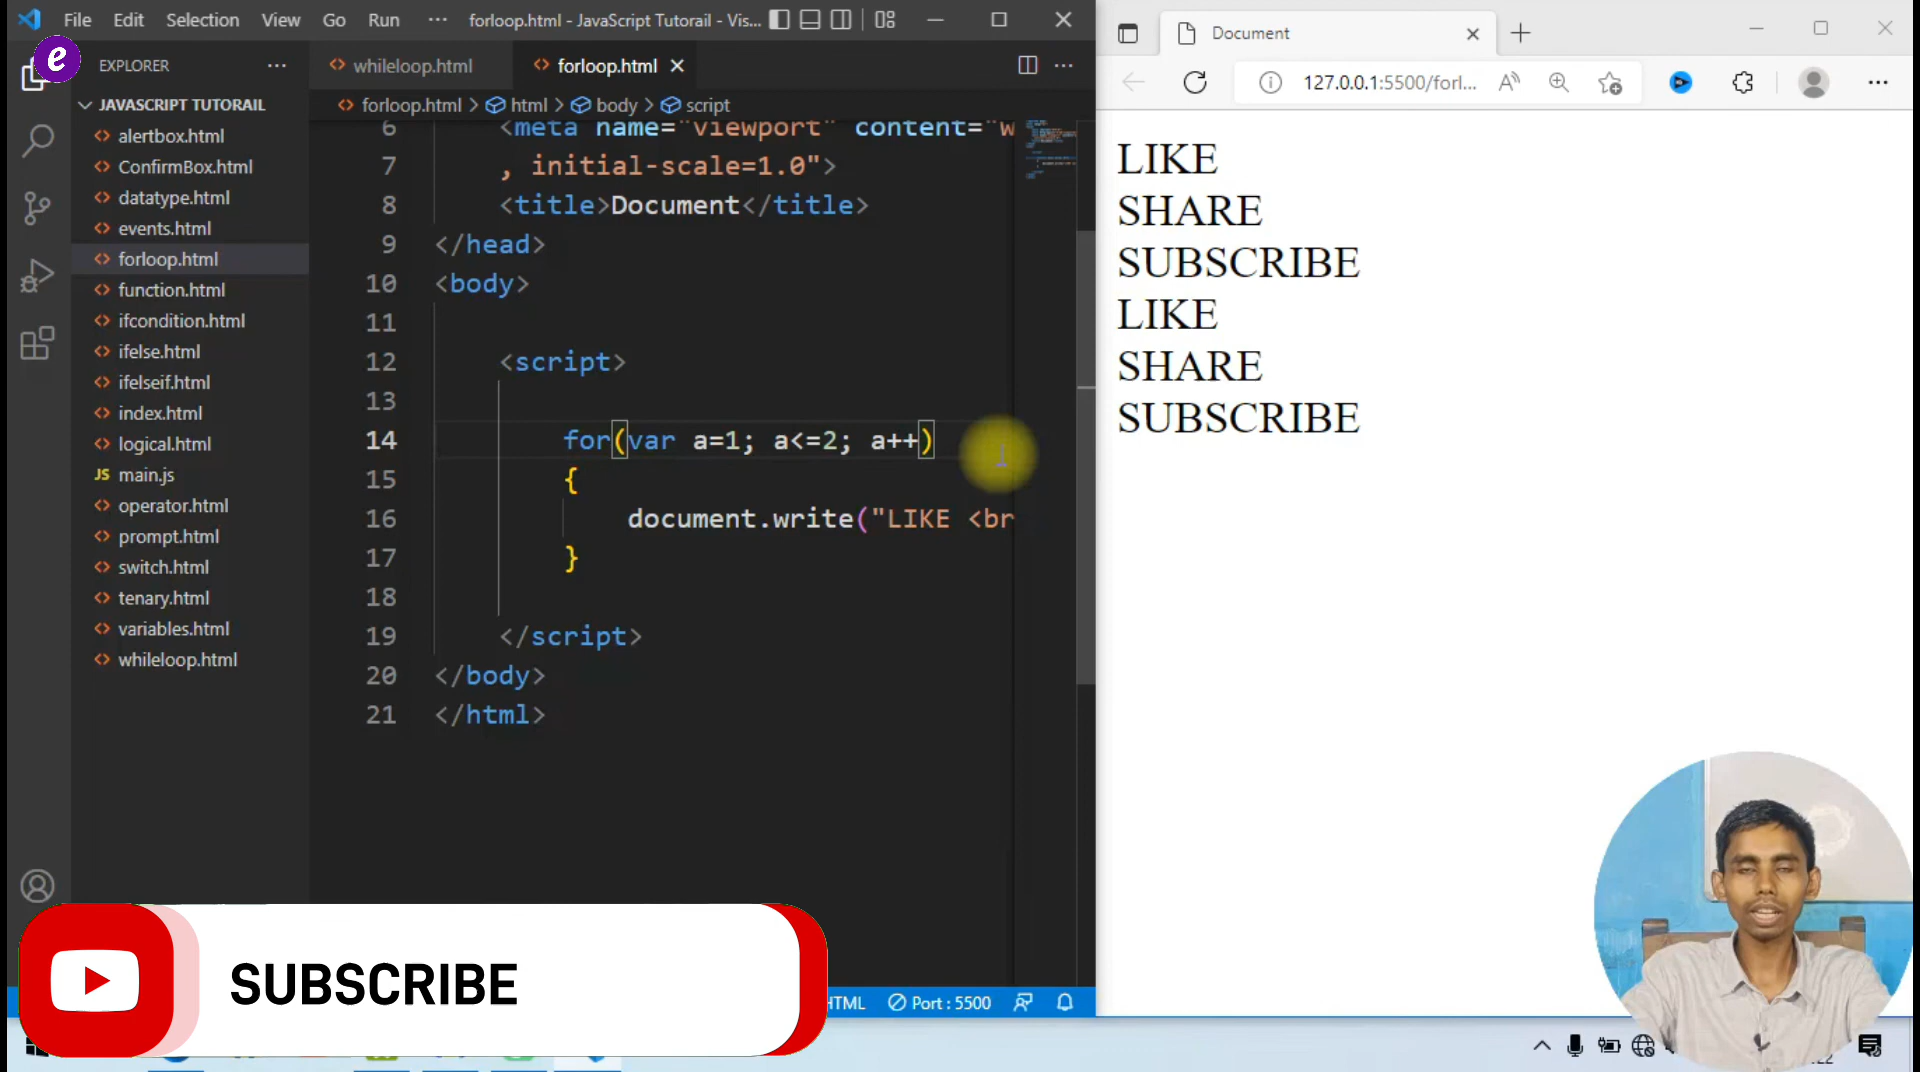 File Edit Selection View Go Run ... forloop.html - JavaScript Tutorail - Vis...
e
EXPLORER
JAVASCRIPT TUTORAIL
alertbox.html
ConfirmBox.html
datatype.html
events.html
forloop.html
function.html
ifcondition.html
ifelse.html
ifelseif.html
index.html
logical.html
JS main.js
operator.html
prompt.html
switch.html
tenary.html
variables.html
whileloop.html
whileloop.html forloop.html
forloop.html > html > body > script
6 <meta name="viewport" content="w
7 , initial-scale=1.0">
8 <title>Document</title>
9 </head>
10 <body>
11
12 <script>
13
14 for(var a=1; a<=2; a++)
15 {
16 document.write("LIKE <br
17 }
18
19 </script>
20 </body>
21 </html>
HTML Port : 5500
SUBSCRIBE
Document
127.0.0.1:5500/forl...
LIKE
SHARE
SUBSCRIBE
LIKE
SHARE
SUBSCRIBE